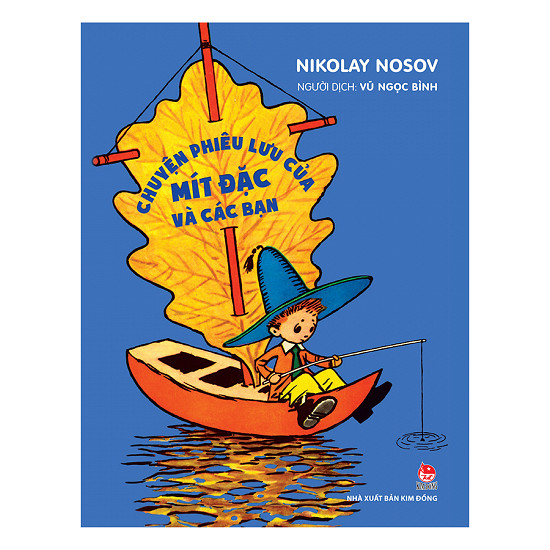 NIKOLAY NOSOV
NGƯỜI DỊCH: VŨ NGỌC BÌNH
CHUYỆN PHIÊU LƯU CỦA
MÍT ĐẶC
VÀ CÁC BẠN
NHÀ XUẤT BẢN KIM ĐỒNG